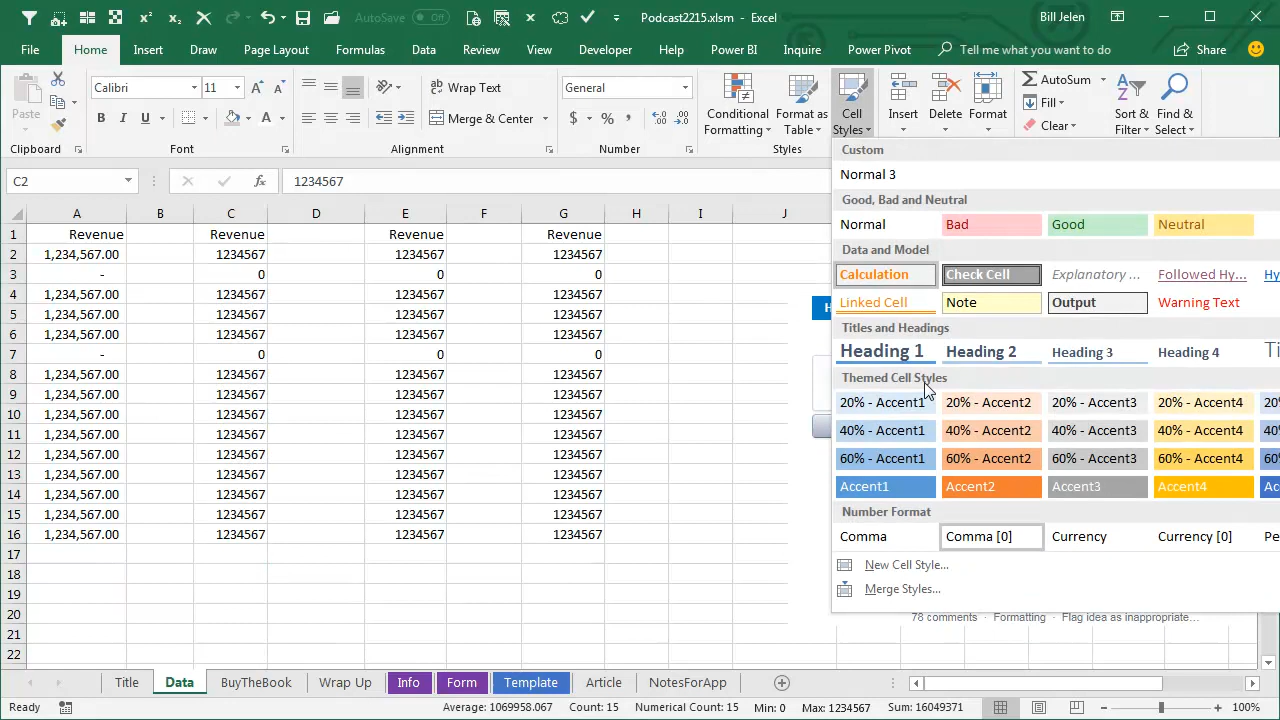 AutoSave Off Podcast2215.xlsm - Excel Bill Jelen
File Home Insert Draw Page Layout Formulas Data Review View Developer Help Power BI Inquire Power Pivot Tell me what you want to do Share
Paste Calibri 11 Wrap Text General Conditional Formatting Format as Table Cell Styles Insert Delete Format AutoSum Fill Clear Sort & Filter Find & Select
B I U A Merge & Center $ % ,
Clipboard Font Alignment Number Styles
C2 1234567
Custom
Normal 3
Good, Bad and Neutral
Normal Bad Good Neutral
Data and Model
Calculation Check Cell Explanatory ... Followed Hy... Hy
Linked Cell Note Output Warning Text
Titles and Headings
Heading 1 Heading 2 Heading 3 Heading 4 Ti
Themed Cell Styles
20% - Accent1 20% - Accent2 20% - Accent3 20% - Accent4 20%
40% - Accent1 40% - Accent2 40% - Accent3 40% - Accent4 40%
60% - Accent1 60% - Accent2 60% - Accent3 60% - Accent4 60%
Accent1 Accent2 Accent3 Accent4 Acc
Number Format
Comma Comma [0] Currency Currency [0] Pe
New Cell Style...
Merge Styles...
A B C D E F G H I J
1 Revenue Revenue Revenue Revenue
2 1,234,567.00 1234567 1234567 1234567
3 - 0 0 0
4 1,234,567.00 1234567 1234567 1234567
5 1,234,567.00 1234567 1234567 1234567
6 1,234,567.00 1234567 1234567 1234567
7 - 0 0 0
8 1,234,567.00 1234567 1234567 1234567
9 1,234,567.00 1234567 1234567 1234567
10 1,234,567.00 1234567 1234567 1234567
11 1,234,567.00 1234567 1234567 1234567
12 1,234,567.00 1234567 1234567 1234567
13 1,234,567.00 1234567 1234567 1234567
14 1,234,567.00 1234567 1234567 1234567
15 1,234,567.00 1234567 1234567 1234567
16 1,234,567.00 1234567 1234567 1234567
17
18
19
20
21
22
78 comments · Formatting · Flag idea as inappropriate...
Title Data BuyTheBook Wrap Up Info Form Template Article NotesForApp
Ready Average: 1069958.067 Count: 15 Numerical Count: 15 Min: 0 Max: 1234567 Sum: 16049371 100%